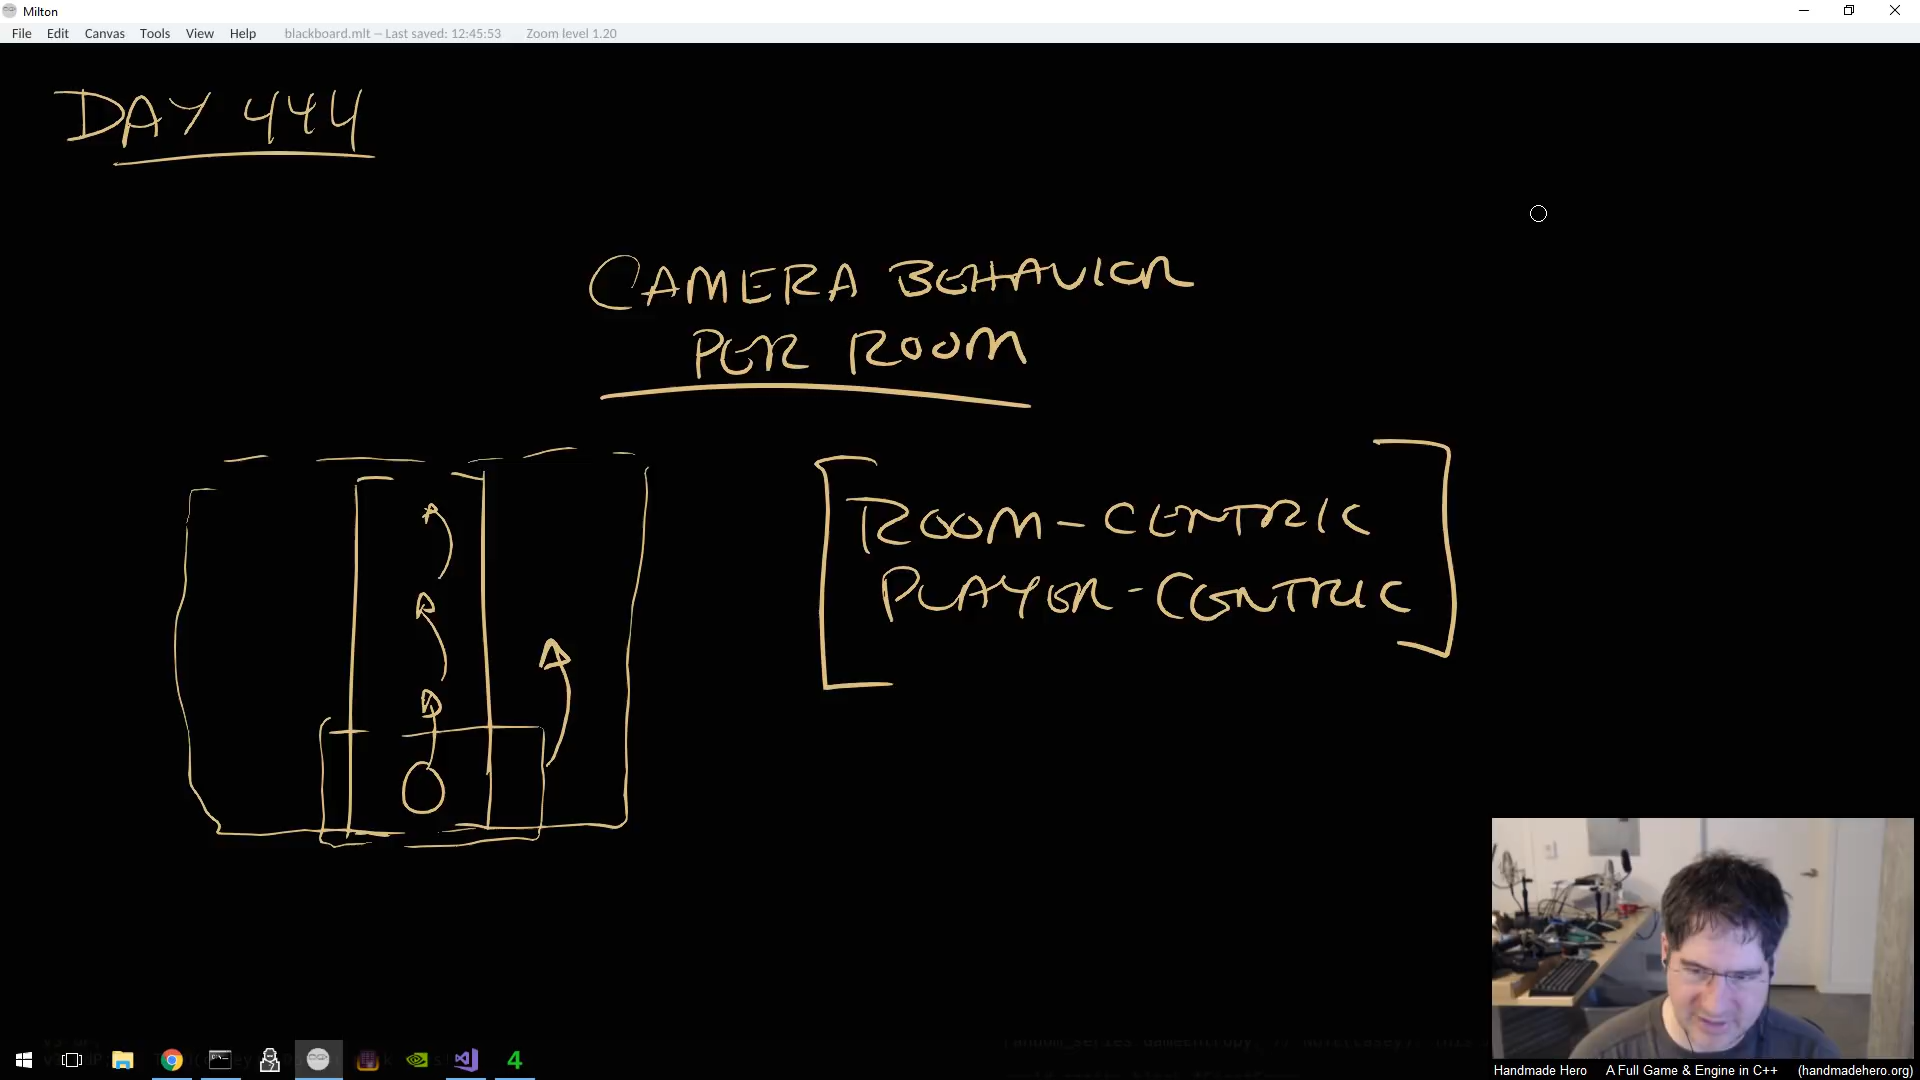 Milton
File Edit Canvas Tools View Help blackboard.mlt -- Last saved: 12:45:53 Zoom level 1.20
DAY 444
CAMERA BEHAVIOR
PER ROOM
ROOM-CENTRIC
PLAYER-CENTRIC
4
Handmade Hero A Full Game & Engine in C++ (handmadehero.org)